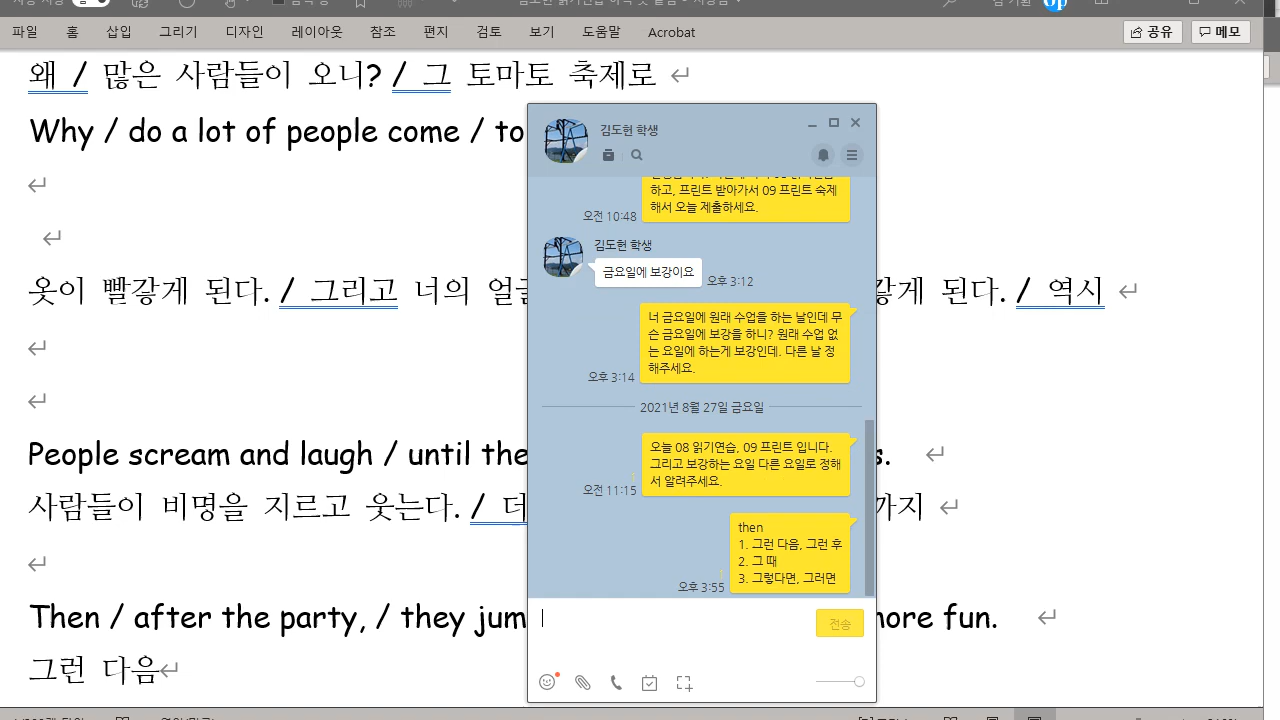 파일 홈 삽입 그리기 디자인 레이아웃 참조 편지 검토 보기 도움말 Acrobat 공유 메모
왜 / 많은 사람들이 오니? / 그 토마토 축제로
Why / do a lot of people come / to
옷이 빨갛게 된다. / 그리고 너의 얼굴
갛게 된다. / 역시
People scream and laugh / until the
s.
사람들이 비명을 지르고 웃는다. / 더
까지
Then / after the party, / they jum
more fun.
그런 다음
김도현 학생
하고, 프린트 받아가서 09 프린트 숙제
해서 오늘 제출하세요.
오전 10:48
김도현 학생
금요일에 보강이요
오후 3:12
너 금요일에 원래 수업을 하는 날인데 무
슨 금요일에 보강을 하니? 원래 수업 없
는 요일에 하는게 보강인데. 다른 날 정
해주세요.
오후 3:14
2021년 8월 27일 금요일
오늘 08 읽기연습, 09 프린트 입니다.
그리고 보강하는 요일 다른 요일로 정해
서 알려주세요.
1
오전 11:15
then
1. 그런 다음, 그런 후
2. 그 때
3. 그렇다면, 그러면
1
오후 3:55
전송